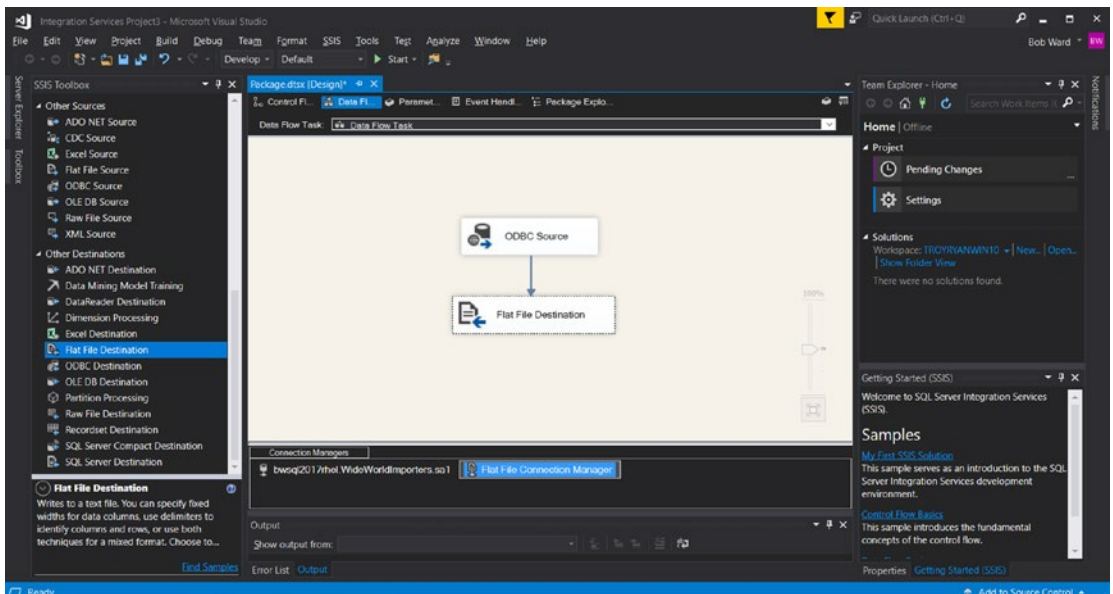 Integration Services Project3 - Microsoft Visual Studio
Quick Launch (Ctrl+Q)
File Edit View Project Build Debug Team Format SSIS Tools Test Analyze Window Help
Bob Ward BW
Develop Default Start
Server Explorer
Toolbox
SSIS Toolbox
Other Sources
ADO NET Source
CDC Source
Excel Source
Flat File Source
ODBC Source
OLE DB Source
Raw File Source
XML Source
Other Destinations
ADO NET Destination
Data Mining Model Training
DataReader Destination
Dimension Processing
Excel Destination
Flat File Destination
ODBC Destination
OLE DB Destination
Partition Processing
Raw File Destination
Recordset Destination
SQL Server Compact Destination
SQL Server Destination
Flat File Destination
Writes to a text file. You can specify fixed
widths for data columns, use delimiters to
identify columns and rows, or use both
techniques for a mixed format. Choose to...
Find Samples
Package.dtsx [Design]*
Control Fl... Data Fl... Paramet... Event Handl... Package Explo...
Data Flow Task: Data Flow Task
ODBC Source
Flat File Destination
100%
Connection Managers
bwsql2017rhel.WideWorldImporters.sa1 Flat File Connection Manager
Output
Show output from:
Error List Output
Team Explorer - Home
Search Work Items
Home | Offline
Project
Pending Changes
Settings
Solutions
Workspace: TROYRYANWIN10 | New... | Open...
| Show Folder View
There were no solutions found.
Getting Started (SSIS)
Welcome to SQL Server Integration Services
(SSIS).
Samples
My First SSIS Solution
This sample serves as an introduction to the SQL
Server Integration Services development
environment.
Control Flow Basics
This sample introduces the fundamental
concepts of the control flow.
Properties Getting Started (SSIS)
Notifications
Ready
Add to Source Control